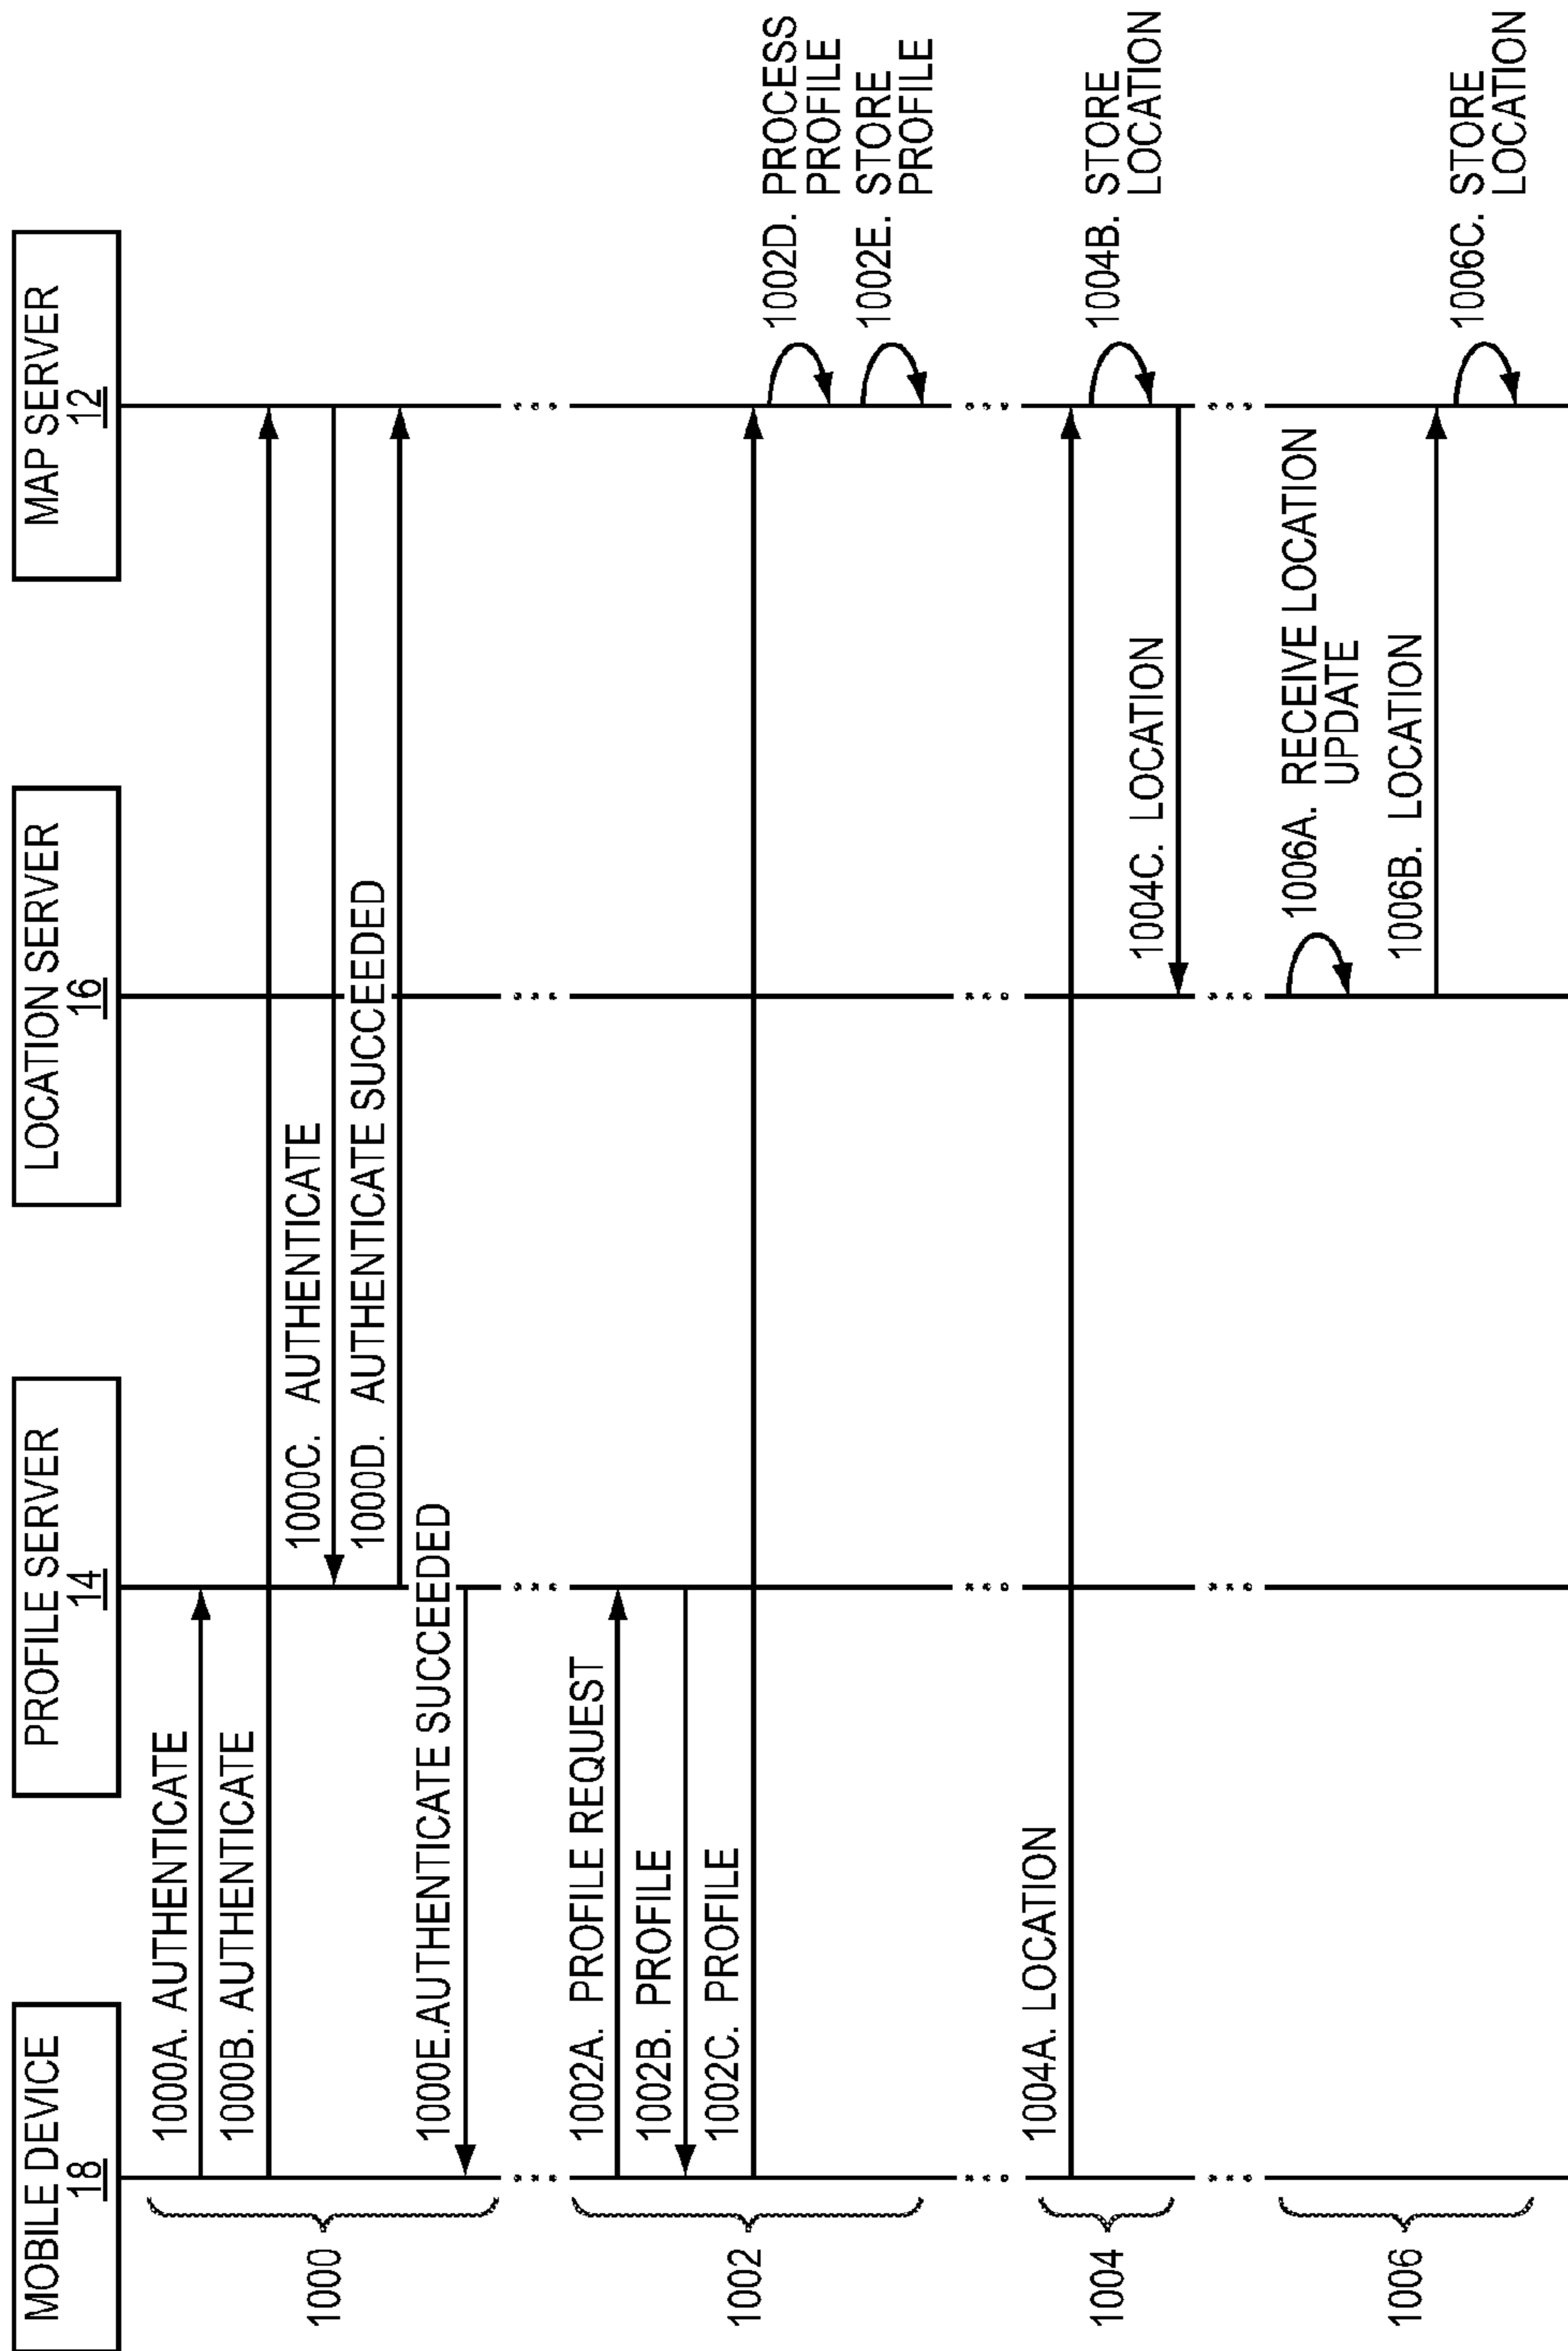 MOBILE DEVICE
18
PROFILE SERVER
14
LOCATION SERVER
16
MAP SERVER
12
1000
1000A. AUTHENTICATE
1000B. AUTHENTICATE
1000C. AUTHENTICATE
1000D. AUTHENTICATE SUCCEEDED
1000E.AUTHENTICATE SUCCEEDED
1002
1002A. PROFILE REQUEST
1002B. PROFILE
1002C. PROFILE
1002D. PROCESS
PROFILE
1002E. STORE
PROFILE
1004
1004A. LOCATION
1004B. STORE
LOCATION
1004C. LOCATION
1006
1006A. RECEIVE LOCATION
UPDATE
1006B. LOCATION
1006C. STORE
LOCATION